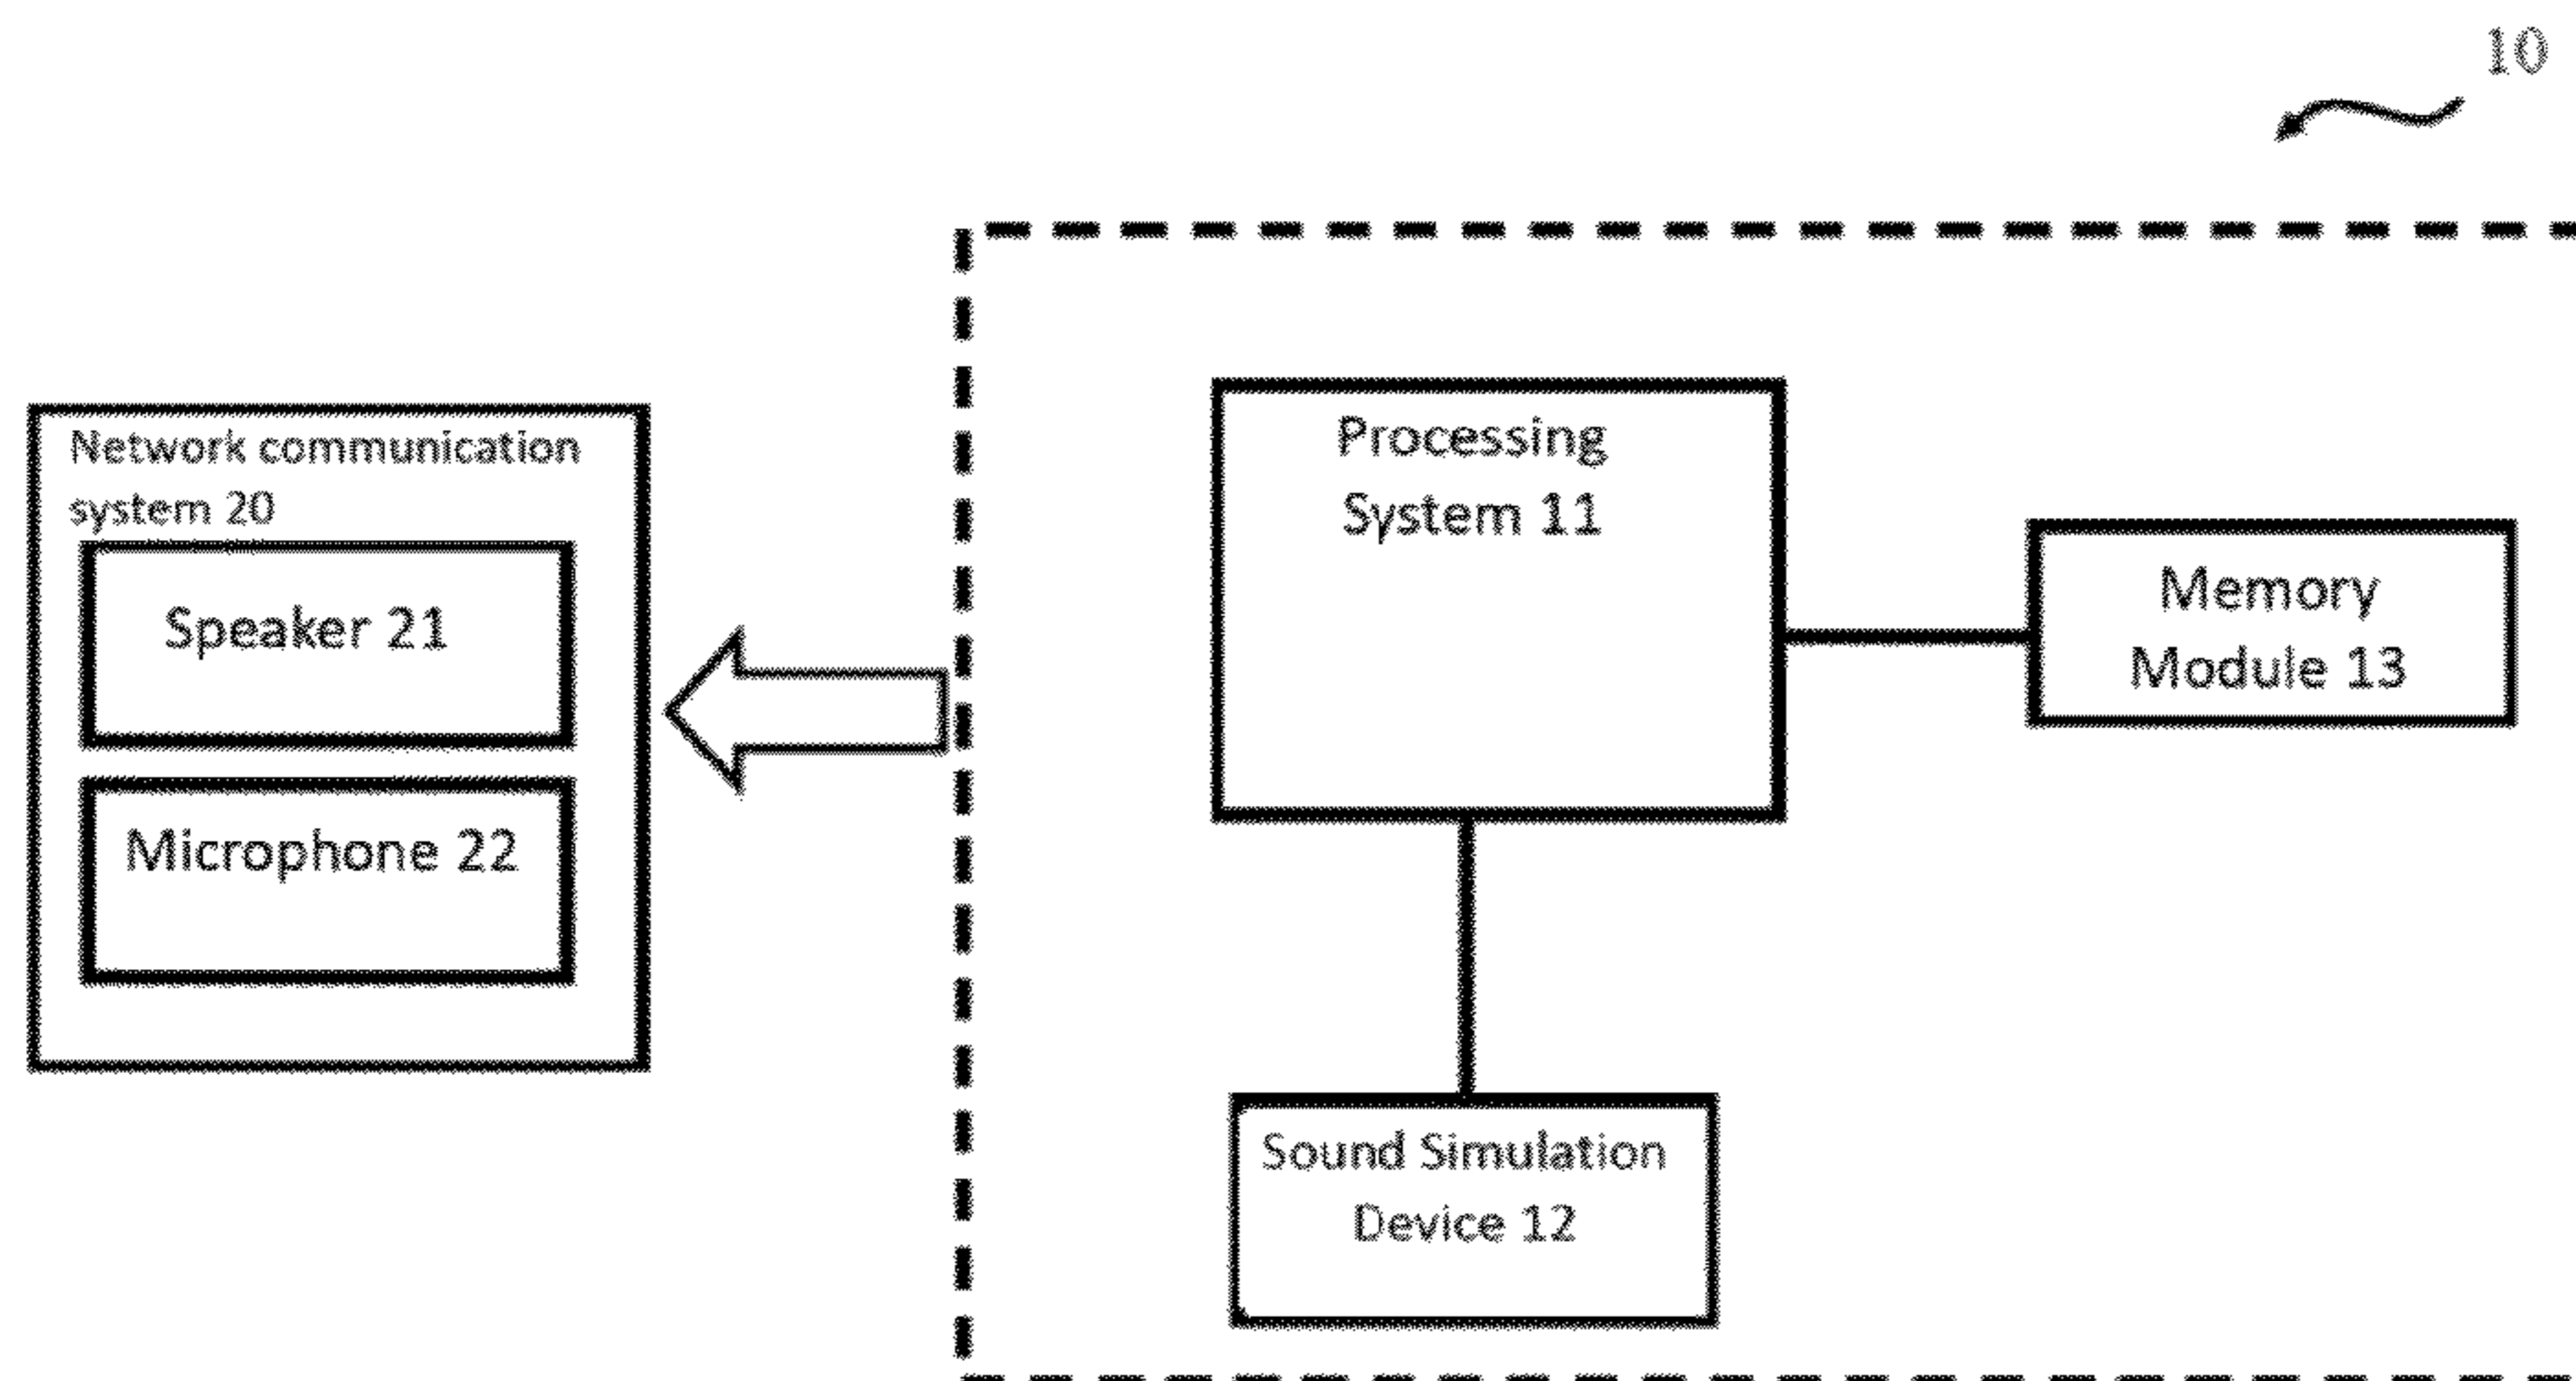 10
Network communication
system 20
Speaker 21
Microphone 22
Processing
System 11
Memory
Module 13
Sound Simulation
Device 12